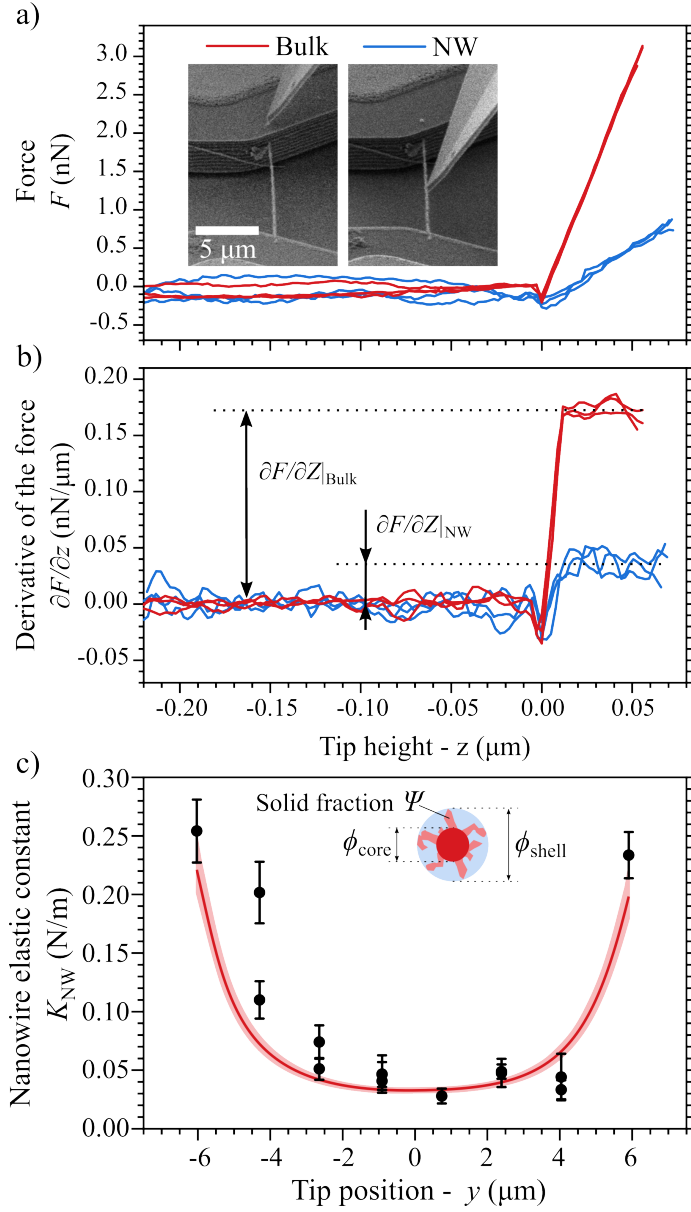 a)
Bulk
NW
3.0
2.5
2.0
1.5
1.0
0.5
0.0
-0.5
Force
F (nN)
5 μm
b)
0.20
0.15
0.10
0.05
0.00
-0.05
Derivative of the force
∂F/∂z (nN/μm)
∂F/∂Z|Bulk
∂F/∂Z|NW
-0.20
-0.15
-0.10
-0.05
0.00
0.05
Tip height - z (μm)
c)
0.30
0.25
0.20
0.15
0.10
0.05
0.00
Nanowire elastic constant
KNW (N/m)
Solid fraction Ψ
ϕcore
ϕshell
-6
-4
-2
0
2
4
6
Tip position - y (μm)